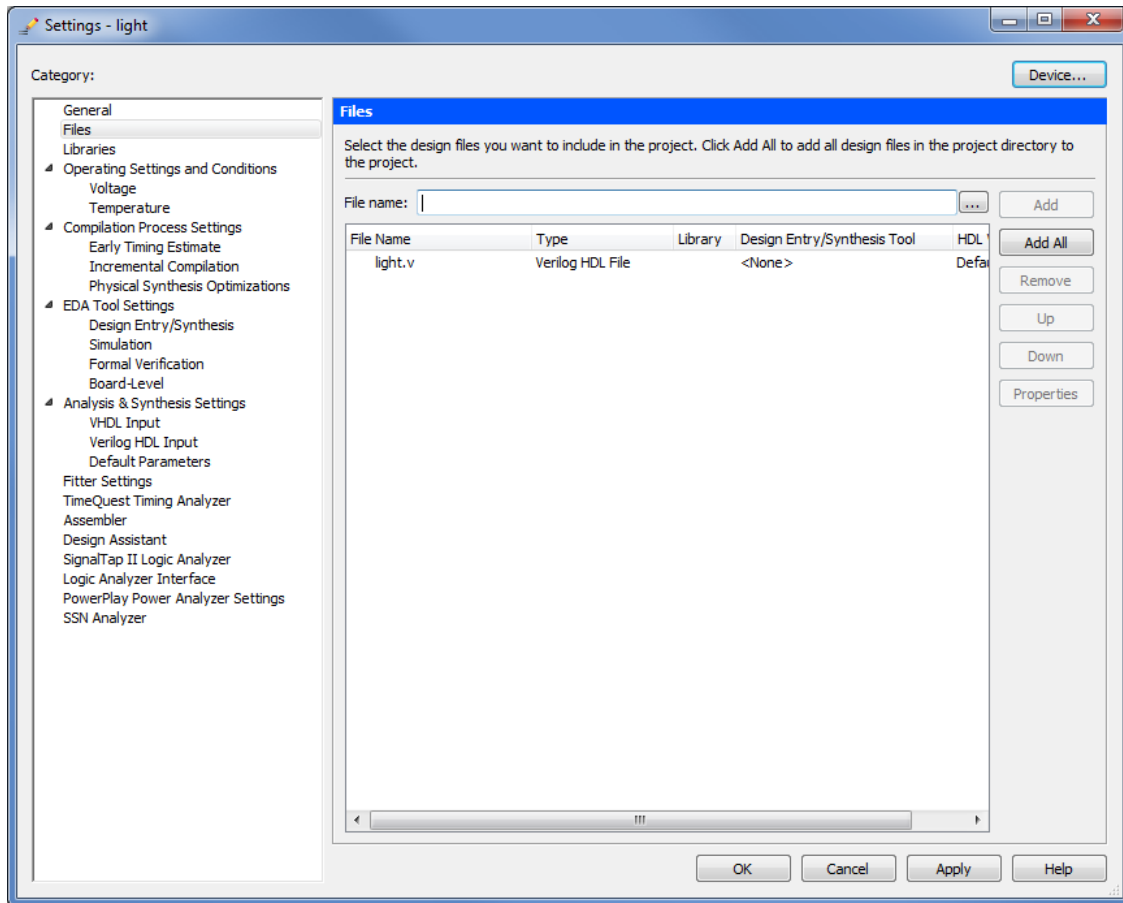 Settings - light
Category:
Device...
General
Files
Libraries
Operating Settings and Conditions
Voltage
Temperature
Compilation Process Settings
Early Timing Estimate
Incremental Compilation
Physical Synthesis Optimizations
EDA Tool Settings
Design Entry/Synthesis
Simulation
Formal Verification
Board-Level
Analysis & Synthesis Settings
VHDL Input
Verilog HDL Input
Default Parameters
Fitter Settings
TimeQuest Timing Analyzer
Assembler
Design Assistant
SignalTap II Logic Analyzer
Logic Analyzer Interface
PowerPlay Power Analyzer Settings
SSN Analyzer
Files
Select the design files you want to include in the project. Click Add All to add all design files in the project directory to
the project.
File name:
...
Add
File Name Type Library Design Entry/Synthesis Tool HDL
light.v Verilog HDL File <None> Defau
Add All
Remove
Up
Down
Properties
OK Cancel Apply Help